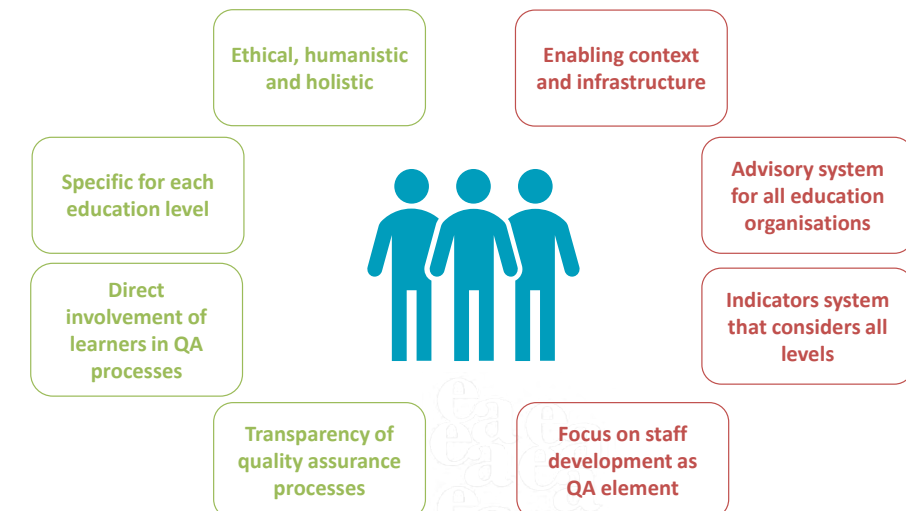 Ethical, humanistic
and holistic
Enabling context
and infrastructure
Specific for each
education level
Advisory system
for all education
organisations
Direct
involvement of
learners in QA
processes
Indicators system
that considers all
levels
Transparency of
quality assurance
processes
Focus on staff
development as
QA element